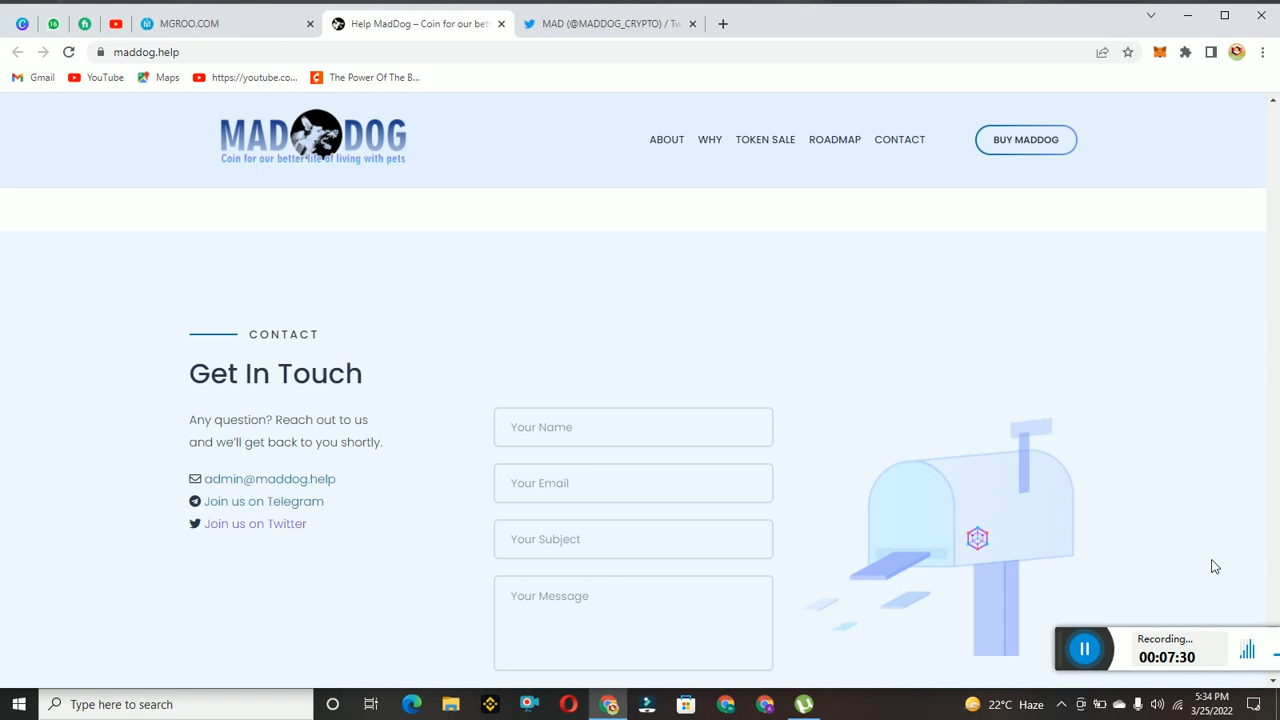 MGROO.COM
Help MadDog – Coin for our bett
MAD (@MADDOG_CRYPTO) / Tw
maddog.help
Gmail
YouTube
Maps
https://youtube.co...
The Power Of The B...
MAD DOG
Coin for our better life of living with pets
ABOUT
WHY
TOKEN SALE
ROADMAP
CONTACT
BUY MADDOG
CONTACT
Get In Touch
Any question? Reach out to us
and we'll get back to you shortly.
admin@maddog.help
Join us on Telegram
Join us on Twitter
Your Name
Your Email
Your Subject
Your Message
Recording...
00:07:30
Type here to search
22°C Haze
5:34 PM
3/25/2022